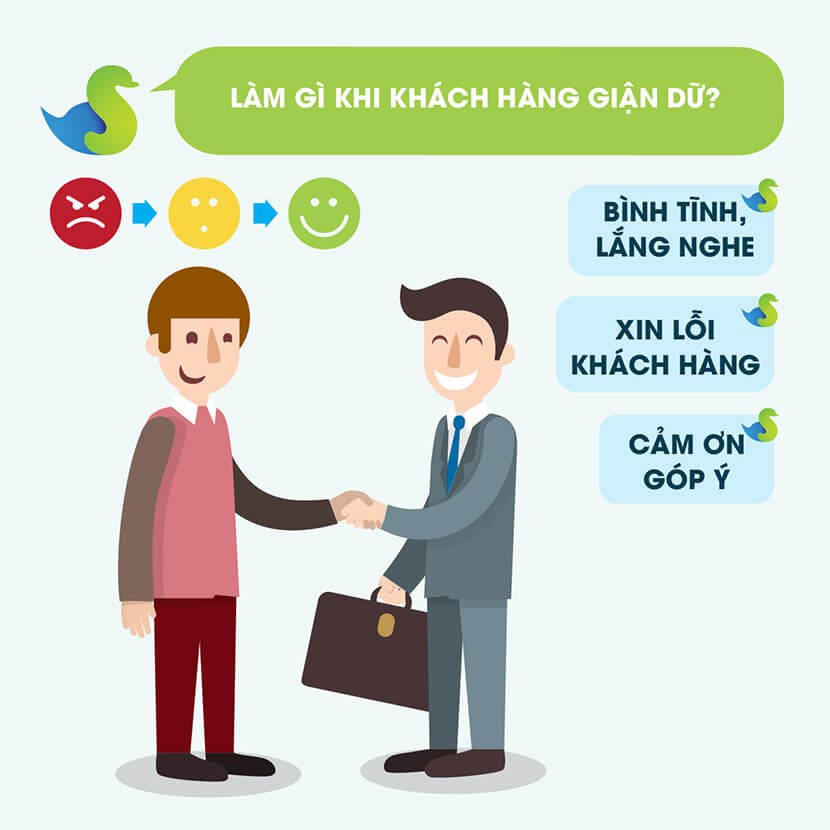 LÀM GÌ KHI KHÁCH HÀNG GIẬN DỮ?
BÌNH TĨNH,
LẮNG NGHE
XIN LỖI
KHÁCH HÀNG
CẢM ƠN
GÓP Ý